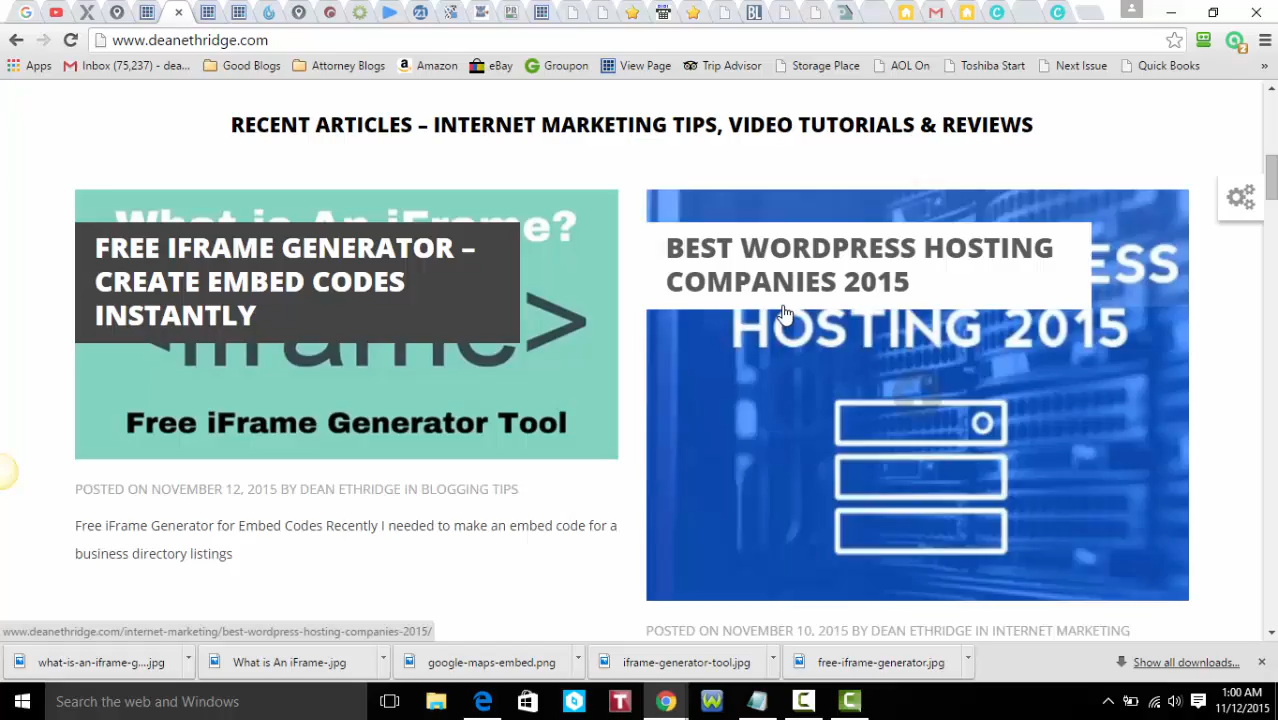 www.deanethridge.com
Apps Inbox (75,237) - dea... Good Blogs Attorney Blogs Amazon eBay Groupon View Page Trip Advisor Storage Place AOL On Toshiba Start Next Issue Quick Books »
RECENT ARTICLES – INTERNET MARKETING TIPS, VIDEO TUTORIALS & REVIEWS
What is An iFrame?
FREE IFRAME GENERATOR –
CREATE EMBED CODES
INSTANTLY
<iframe>
Free iFrame Generator Tool
POSTED ON NOVEMBER 12, 2015 BY DEAN ETHRIDGE IN BLOGGING TIPS
Free iFrame Generator for Embed Codes Recently I needed to make an embed code for a
business directory listings
BEST WORDPRESS HOSTING
COMPANIES 2015
ESS
HOSTING 2015
POSTED ON NOVEMBER 10, 2015 BY DEAN ETHRIDGE IN INTERNET MARKETING
www.deanethridge.com/internet-marketing/best-wordpress-hosting-companies-2015/
what-is-an-iframe-g....jpg What is An iFrame-.jpg google-maps-embed.png iframe-generator-tool.jpg free-iframe-generator.jpg Show all downloads...
Search the web and Windows
1:00 AM
11/12/2015